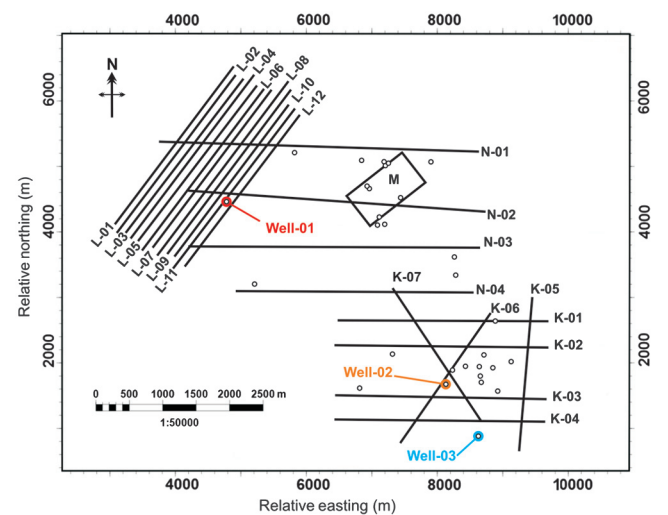 4000 6000 8000 10000
N
L-02
L-04
L-06
L-08
L-10
L-12
6000
6000
N-01
M
N-02
4000
4000
Well-01
L-01
L-03
L-05
L-07
L-09
L-11
N-03
K-07
K-05
N-04
K-06
K-01
K-02
2000
2000
Well-02
K-03
K-04
0 500 1000 1500 2000 2500 m
1:50000
Well-03
4000 6000 8000 10000
Relative easting (m)
Relative northing (m)